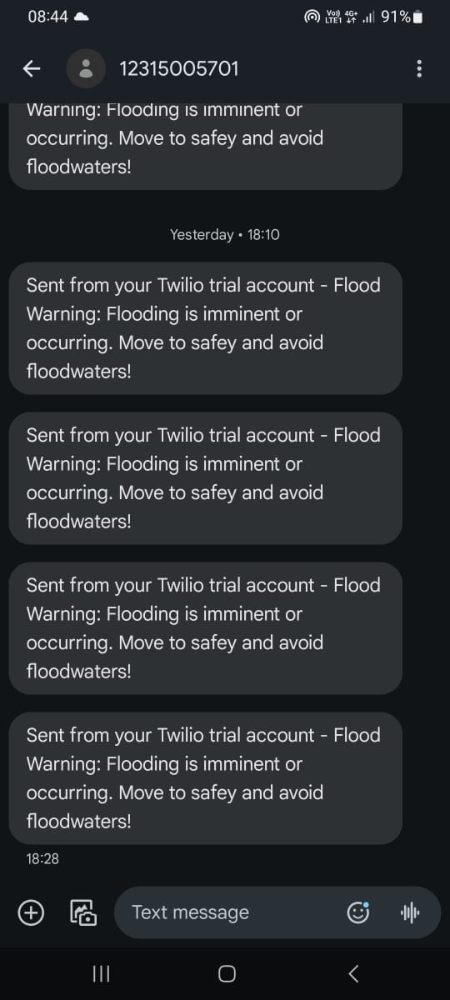 08:44
Vo)) 4G+ 91%
LTE1
12315005701
Warning: Flooding is imminent or
occurring. Move to safey and avoid
floodwaters!
Yesterday • 18:10
Sent from your Twilio trial account - Flood
Warning: Flooding is imminent or
occurring. Move to safey and avoid
floodwaters!
Sent from your Twilio trial account - Flood
Warning: Flooding is imminent or
occurring. Move to safey and avoid
floodwaters!
Sent from your Twilio trial account - Flood
Warning: Flooding is imminent or
occurring. Move to safey and avoid
floodwaters!
Sent from your Twilio trial account - Flood
Warning: Flooding is imminent or
occurring. Move to safey and avoid
floodwaters!
18:28
Text message